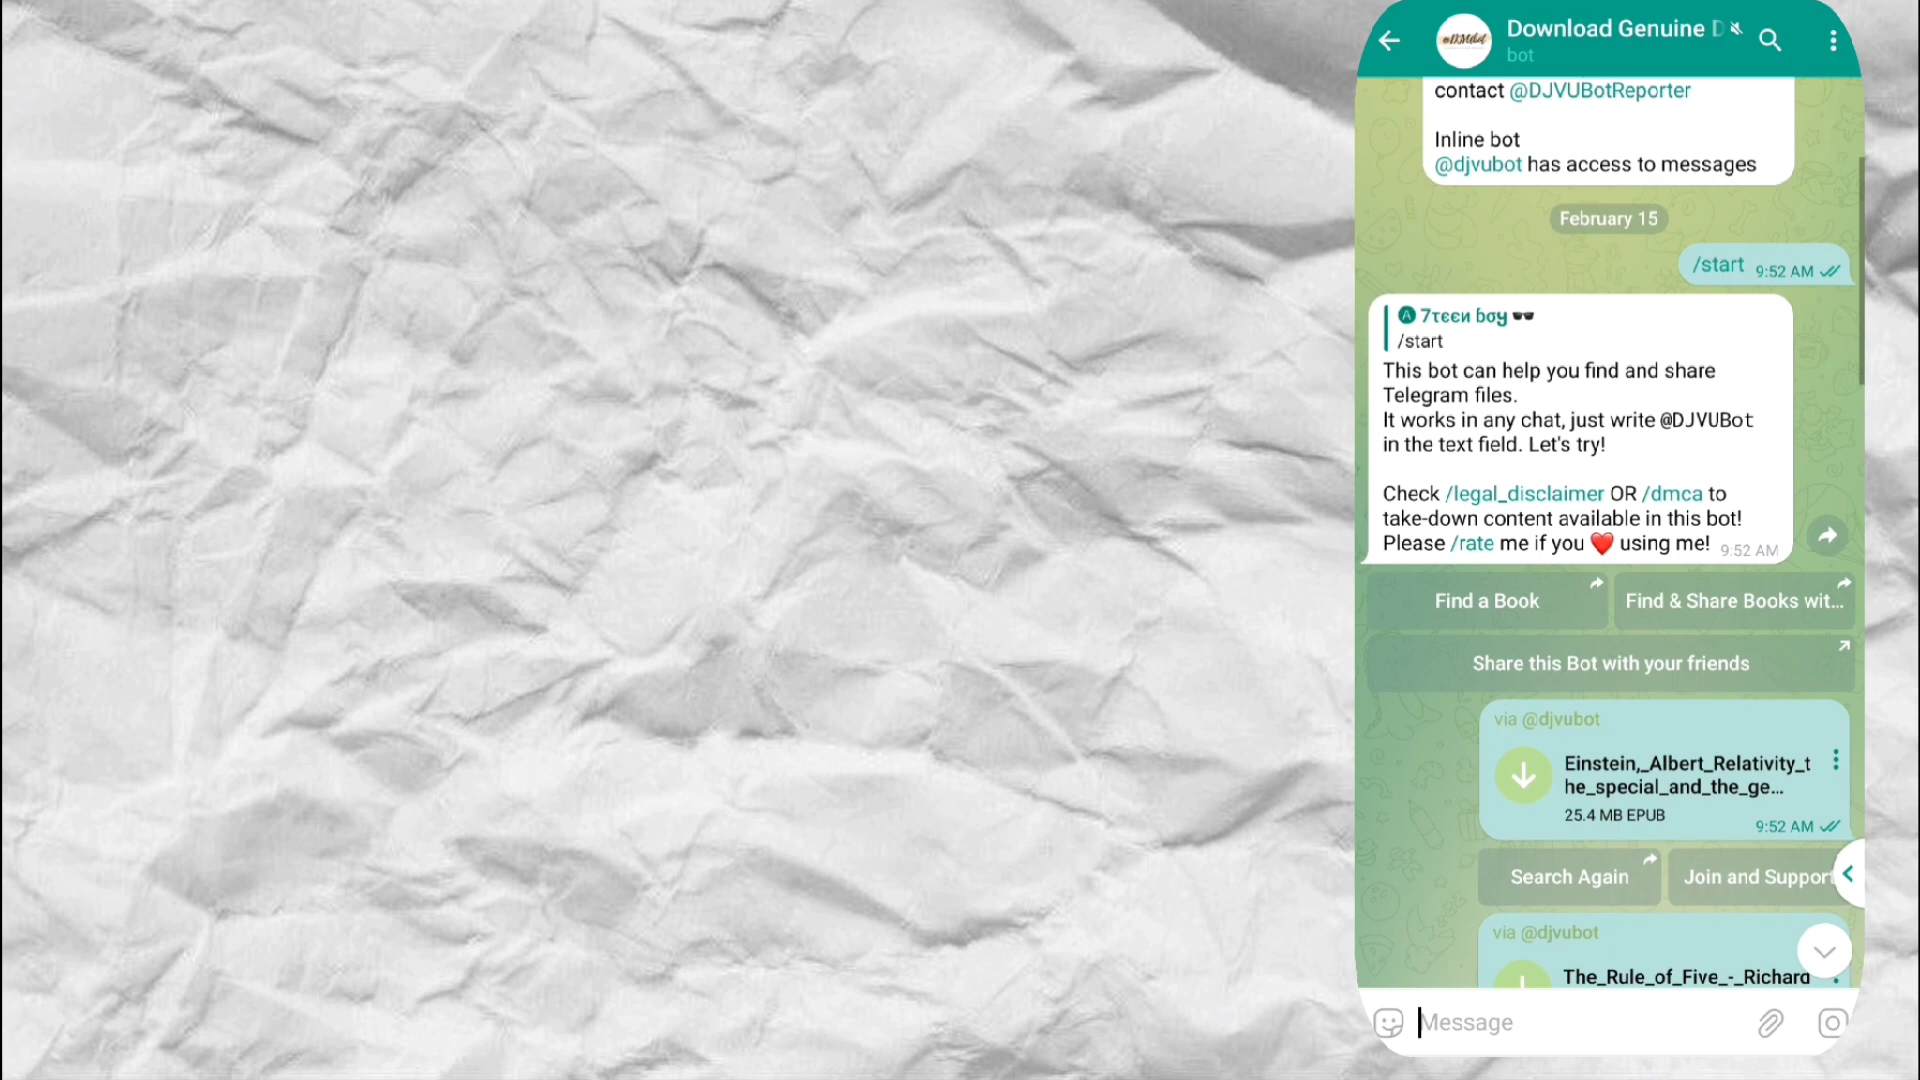 Download Genuine D
bot
contact @DJVUBotReporter
Inline bot
@djvubot has access to messages
February 15
/start 9:52 AM
7τεєи bσy 🕶️
/start
This bot can help you find and share
Telegram files.
It works in any chat, just write @DJVUBot
in the text field. Let's try!
Check /legal_disclaimer OR /dmca to
take-down content available in this bot!
Please /rate me if you ❤️ using me! 9:52 AM
Find a Book
Find & Share Books wit...
Share this Bot with your friends
via @djvubot
Einstein,_Albert_Relativity_t
he_special_and_the_ge...
25.4 MB EPUB
9:52 AM
Search Again
Join and Support
via @djvubot
The_Rule_of_Five_-_Richard
Message